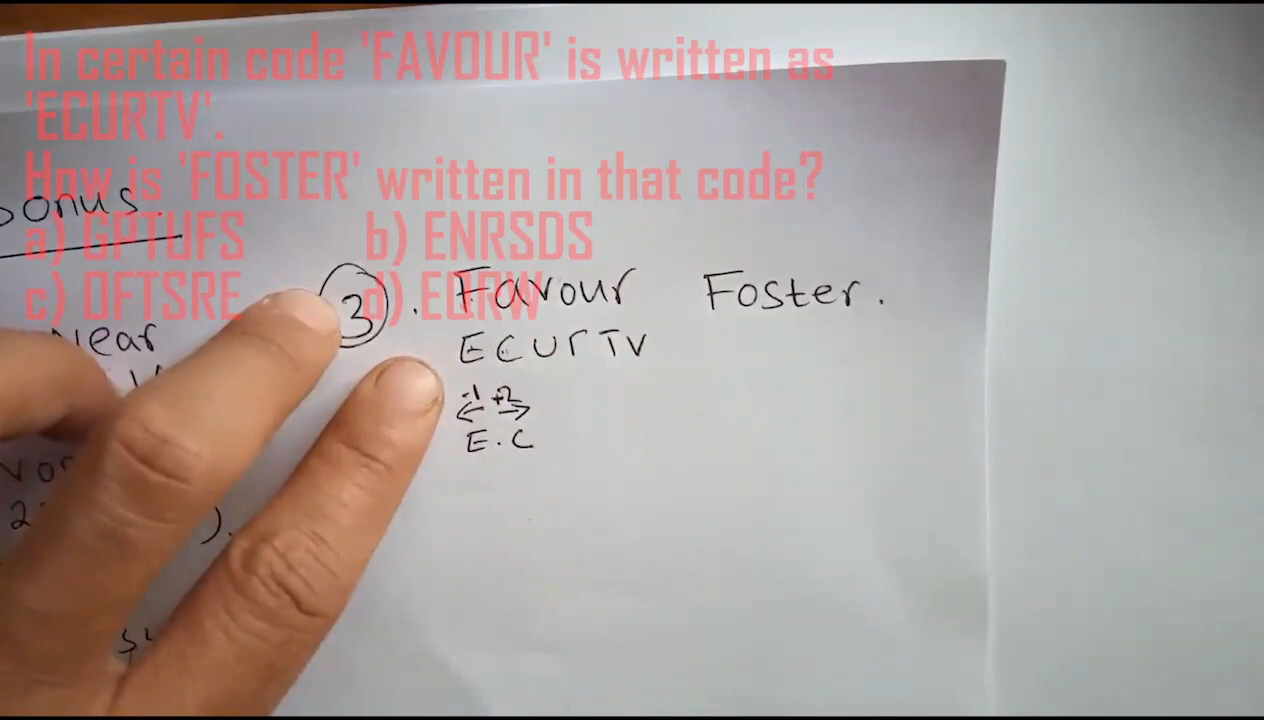 In certain code 'FAVOUR' is written as
'ECURTV'.
How is 'FOSTER' written in that code?
a) GPTUFS b) ENRSDS
c) OFTSRE d) EQRW
Bonus.
3. Favour Foster.
ECUrTV
-1 +2
E.C
Near
).